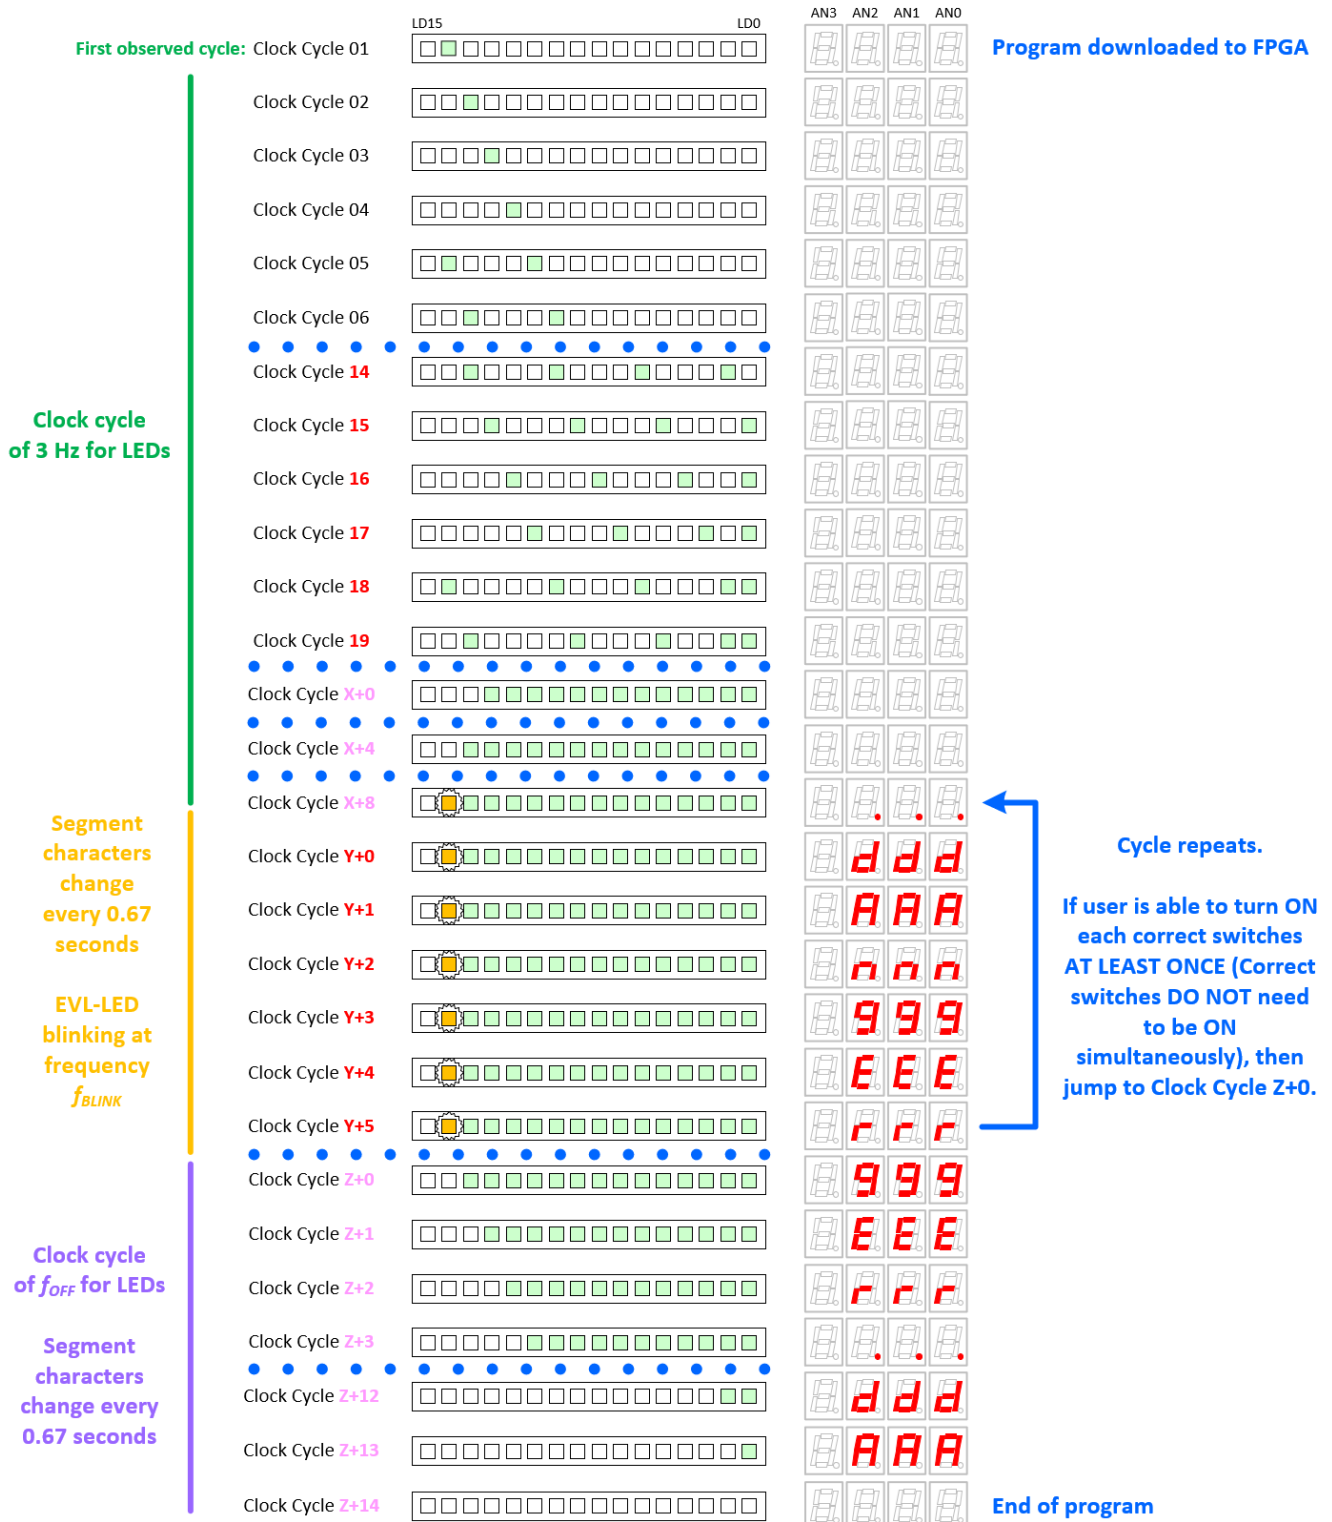 AN3 AN2 AN1 AN0
LD15 LD0
First observed cycle: Clock Cycle 01 Program downloaded to FPGA
Clock Cycle 02
Clock Cycle 03
Clock Cycle 04
Clock Cycle 05
Clock Cycle 06
Clock Cycle 14
Clock cycle
of 3 Hz for LEDs
Clock Cycle 15
Clock Cycle 16
Clock Cycle 17
Clock Cycle 18
Clock Cycle 19
Clock Cycle X+0
Clock Cycle X+4
Clock Cycle X+8 . . .
Segment
characters
change
every 0.67
seconds
EVL-LED
blinking at
frequency
fBLINK
Clock Cycle Y+0 d d d
Clock Cycle Y+1 A A A
Clock Cycle Y+2 n n n
Clock Cycle Y+3 g g g
Clock Cycle Y+4 E E E
Clock Cycle Y+5 r r r
Cycle repeats.
If user is able to turn ON
each correct switches
AT LEAST ONCE (Correct
switches DO NOT need
to be ON
simultaneously), then
jump to Clock Cycle Z+0.
Clock Cycle Z+0 g g g
Clock Cycle Z+1 E E E
Clock cycle
of fOFF for LEDs
Segment
characters
change every
0.67 seconds
Clock Cycle Z+2 r r r
Clock Cycle Z+3 . . .
Clock Cycle Z+12 d d d
Clock Cycle Z+13 A A A
Clock Cycle Z+14 End of program